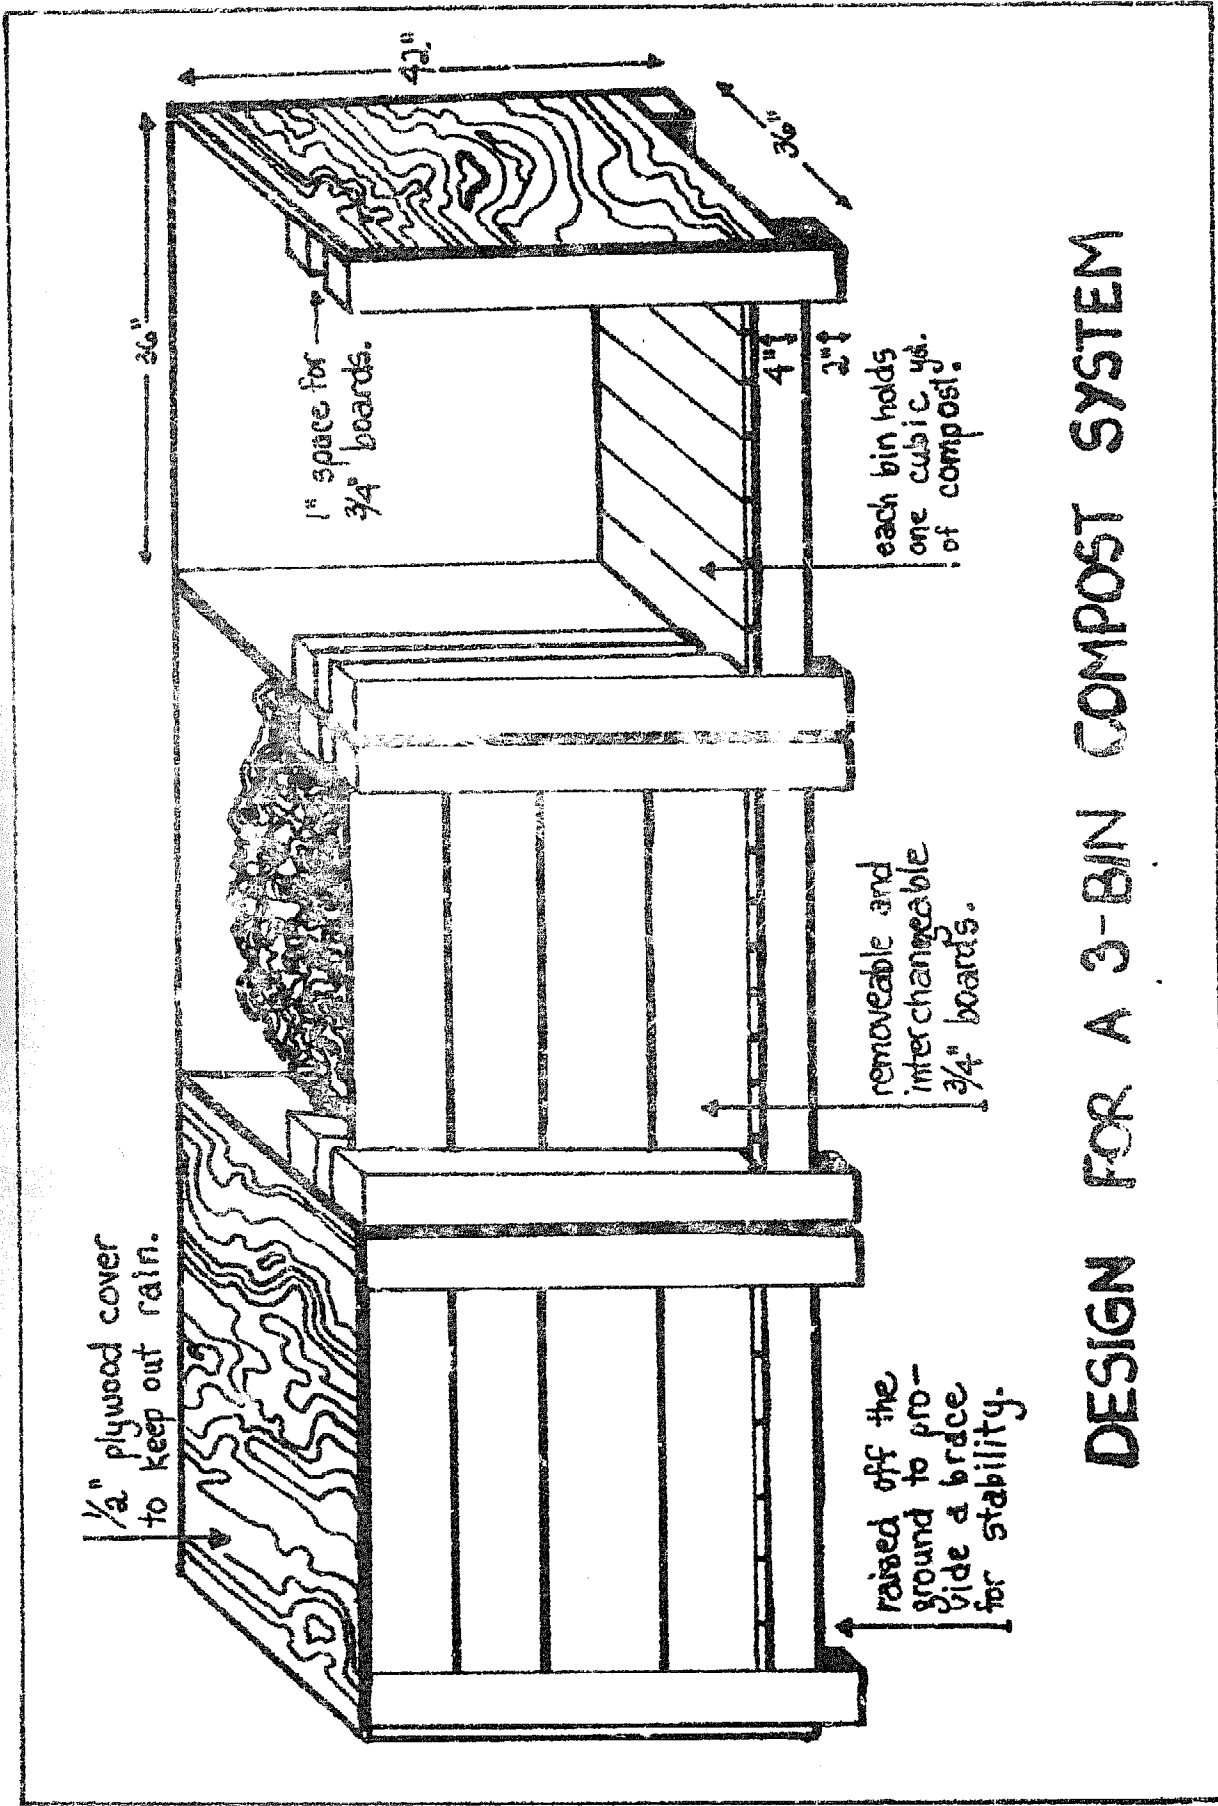 1/2" plywood cover
to keep out rain.
36"
42"
1" space for
3/4" boards.
36"
4"
2"
raised off the
ground to pro-
vide a brace
for stability.
removeable and
interchangeable
3/4" boards.
each bin holds
one cubic yd.
of compost.
DESIGN FOR A 3-BIN COMPOST SYSTEM